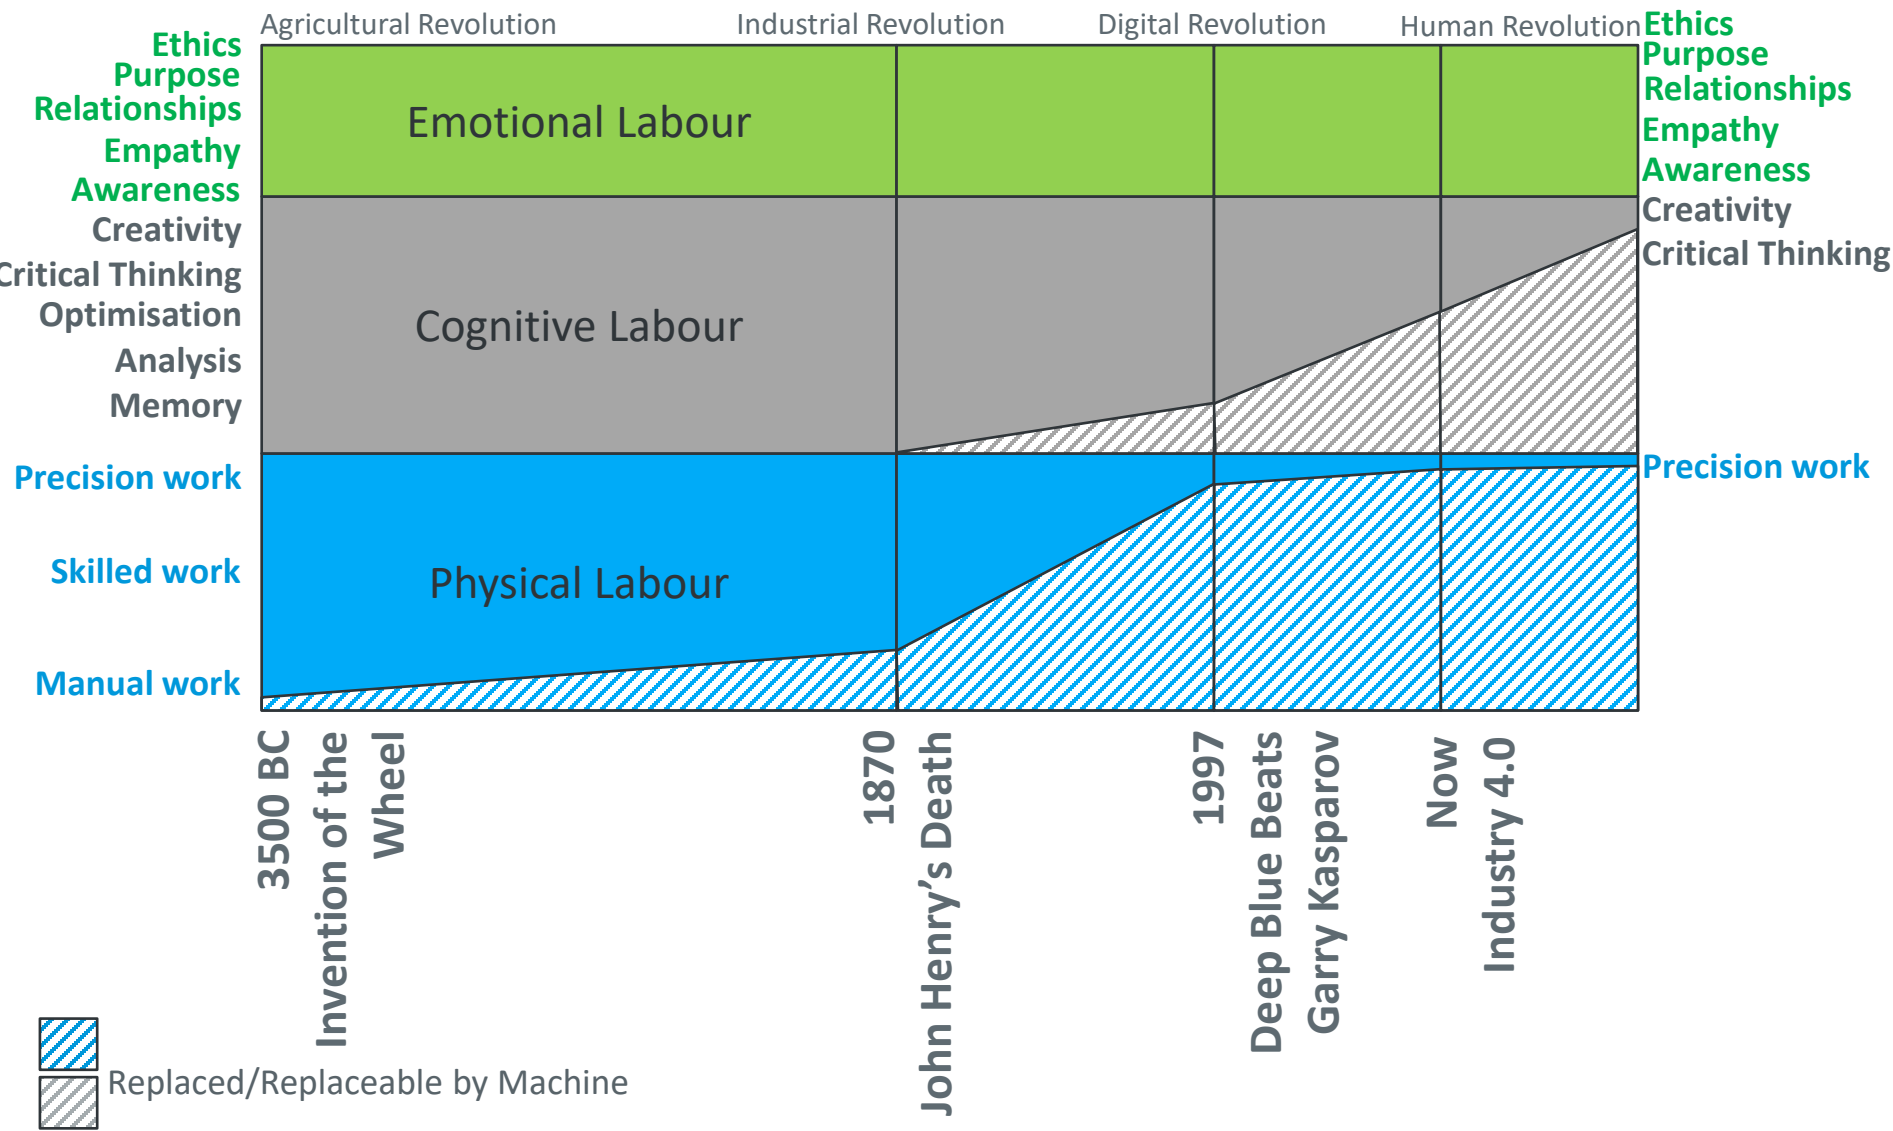 Agricultural Revolution
Industrial Revolution
Digital Revolution
Human Revolution
Ethics
Purpose
Relationships
Empathy
Awareness
Creativity
Critical Thinking
Optimisation
Analysis
Memory
Precision work
Skilled work
Manual work
Emotional Labour
Cognitive Labour
Physical Labour
Ethics
Purpose
Relationships
Empathy
Awareness
Creativity
Critical Thinking
Precision work
3500 BC
Invention of the
Wheel
1870
John Henry’s Death
1997
Deep Blue Beats
Garry Kasparov
Now
Industry 4.0
Replaced/Replaceable by Machine